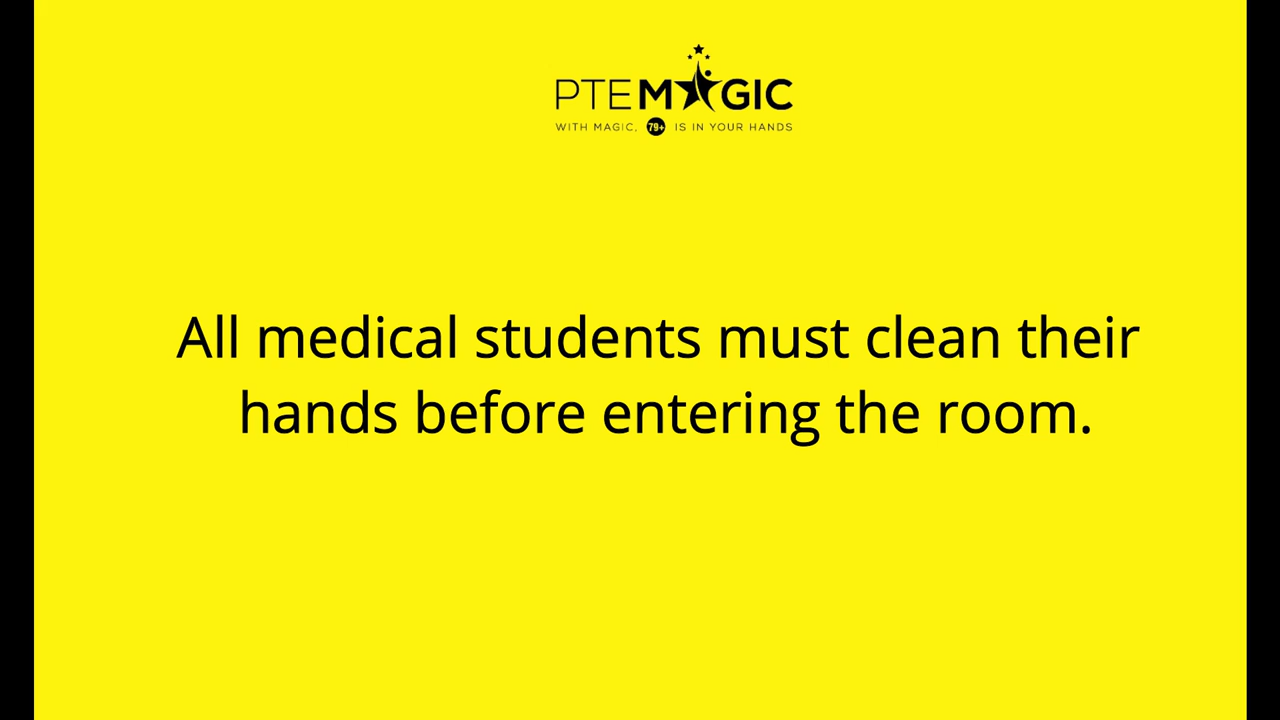 PTEMAGIC
WITH MAGIC, 79+ IS IN YOUR HANDS
All medical students must clean their
hands before entering the room.